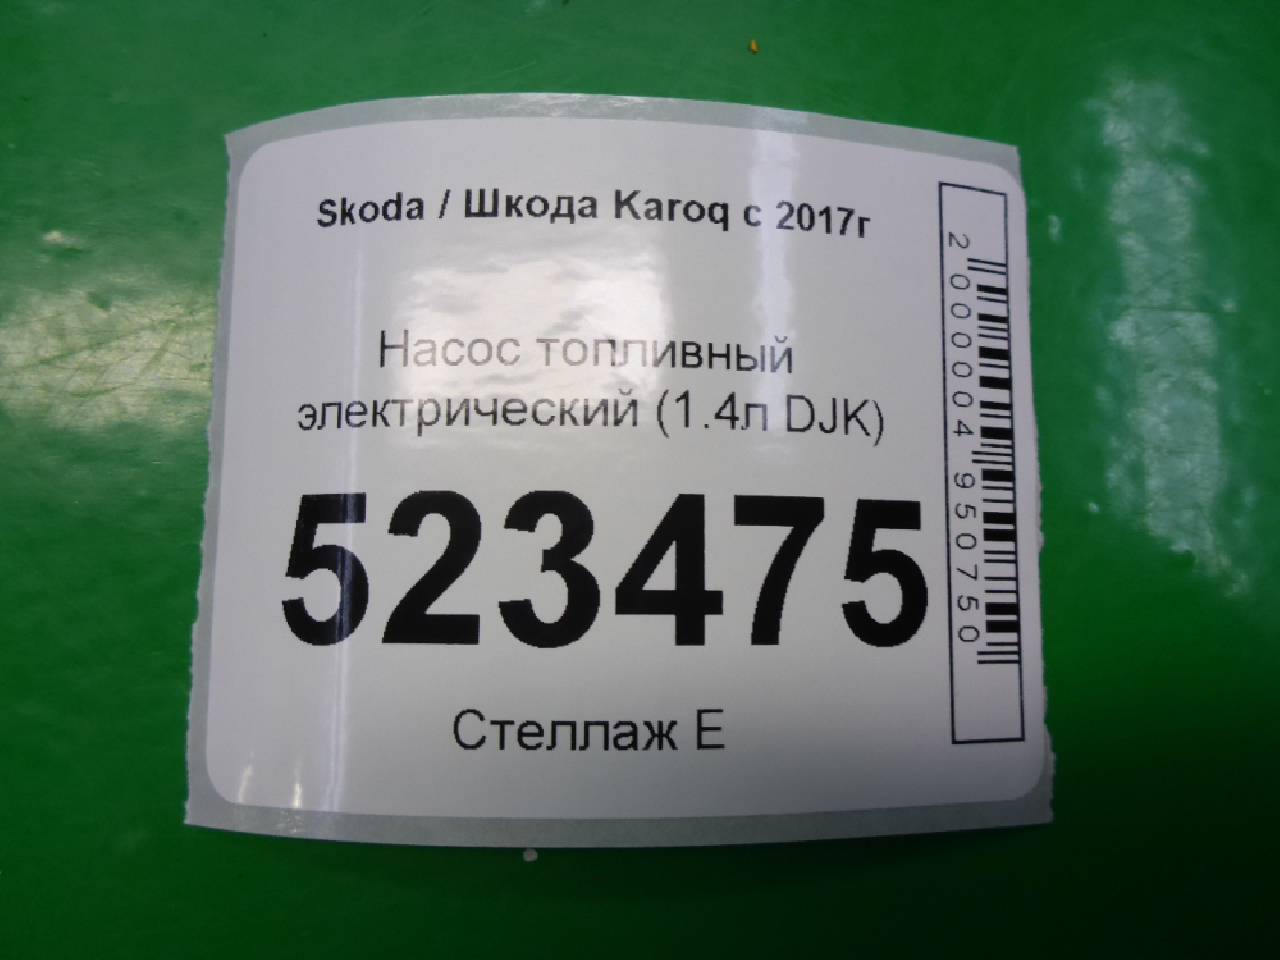 Skoda / Шкода Karoq с 2017г
Насос топливный
электрический (1.4л DJK)
523475
Стеллаж E
2000004950750